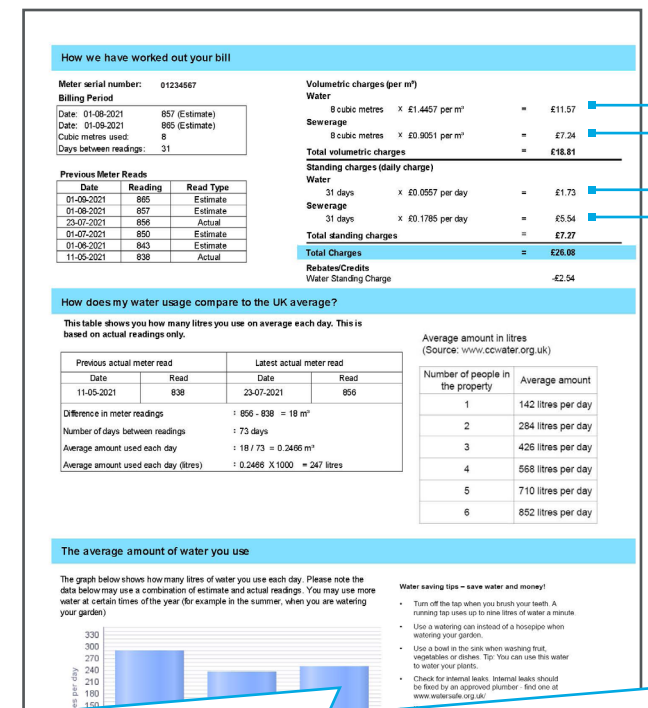 How we have worked out your bill
Meter serial number: 01234567
Billing Period
Date: 01-08-2021 857 (Estimate)
Date: 01-09-2021 865 (Estimate)
Cubic metres used: 8
Days between readings: 31
Previous Meter Reads
Date Reading Read Type
01-09-2021 865 Estimate
01-08-2021 857 Estimate
23-07-2021 856 Actual
01-07-2021 850 Estimate
01-06-2021 843 Estimate
11-05-2021 838 Actual
Volumetric charges (per m³)
Water
8 cubic metres x £1.4457 per m³ = £11.57
Sewerage
8 cubic metres x £0.9051 per m³ = £7.24
Total volumetric charges = £18.81
Standing charges (daily charge)
Water
31 days x £0.0557 per day = £1.73
Sewerage
31 days x £0.1785 per day = £5.54
Total standing charges = £7.27
Total Charges = £26.08
Rebates/Credits
Water Standing Charge -£2.54
How does my water usage compare to the UK average?
This table shows you how many litres you use on average each day. This is
based on actual readings only.
Previous actual meter read Latest actual meter read
Date Read Date Read
11-05-2021 838 23-07-2021 856
Difference in meter readings : 856 - 838 = 18 m³
Number of days between readings : 73 days
Average amount used each day : 18 / 73 = 0.2466 m³
Average amount used each day (litres) : 0.2466 X 1000 = 247 litres
Average amount in litres
(Source: www.ccwater.org.uk)
Number of people in
the property Average amount
1 142 litres per day
2 284 litres per day
3 426 litres per day
4 568 litres per day
5 710 litres per day
6 852 litres per day
The average amount of water you use
The graph below shows how many litres of water you use each day. Please note the
data below may use a combination of estimate and actual readings. You may use more
water at certain times of the year (for example in the summer, when you are watering
your garden)
330
300
270
240
210
180
150
es per day
Water saving tips – save water and money!
• Turn off the tap when you brush your teeth. A
running tap uses up to nine litres of water a minute.
• Use a watering can instead of a hosepipe when
watering your garden.
• Use a bowl in the sink when washing fruit,
vegetables or dishes. Tip: You can use this water
to water your plants.
• Check for internal leaks. Internal leaks should
be fixed by an approved plumber - find one at
www.watersafe.org.uk/